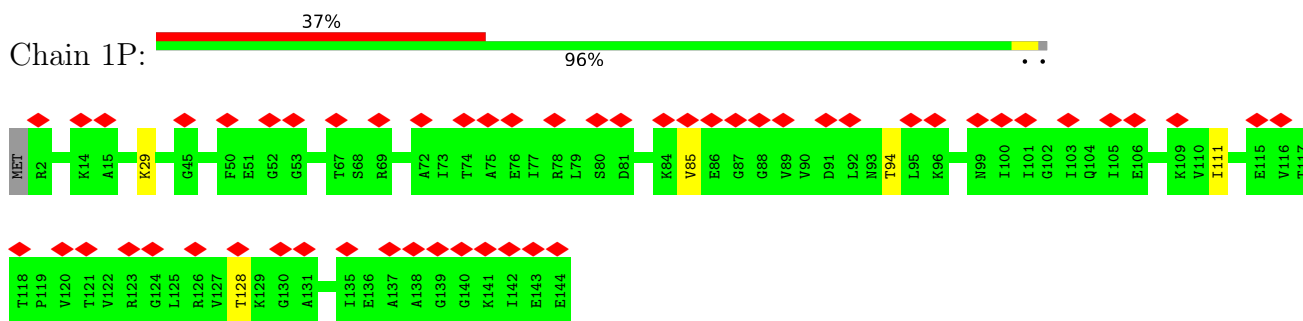 37%
Chain 1P:
96%
. .
MET R2 K14 A15 K29 G45 F50 E51 G52 G53 T67 S68 R69 A72 I73 T74 A75 E76 I77 R78 L79 S80 D81 K84 V85 E86 G87 G88 V89 V90 D91 L92 N93 T94 L95 K96 N99 I100 I101 G102 I103 Q104 I105 E106 K109 V110 I111 E115 V116 T117
T118 P119 V120 T121 V122 R123 G124 L125 R126 V127 T128 K129 G130 A131 I135 E136 A137 A138 G139 G140 K141 I142 E143 E144